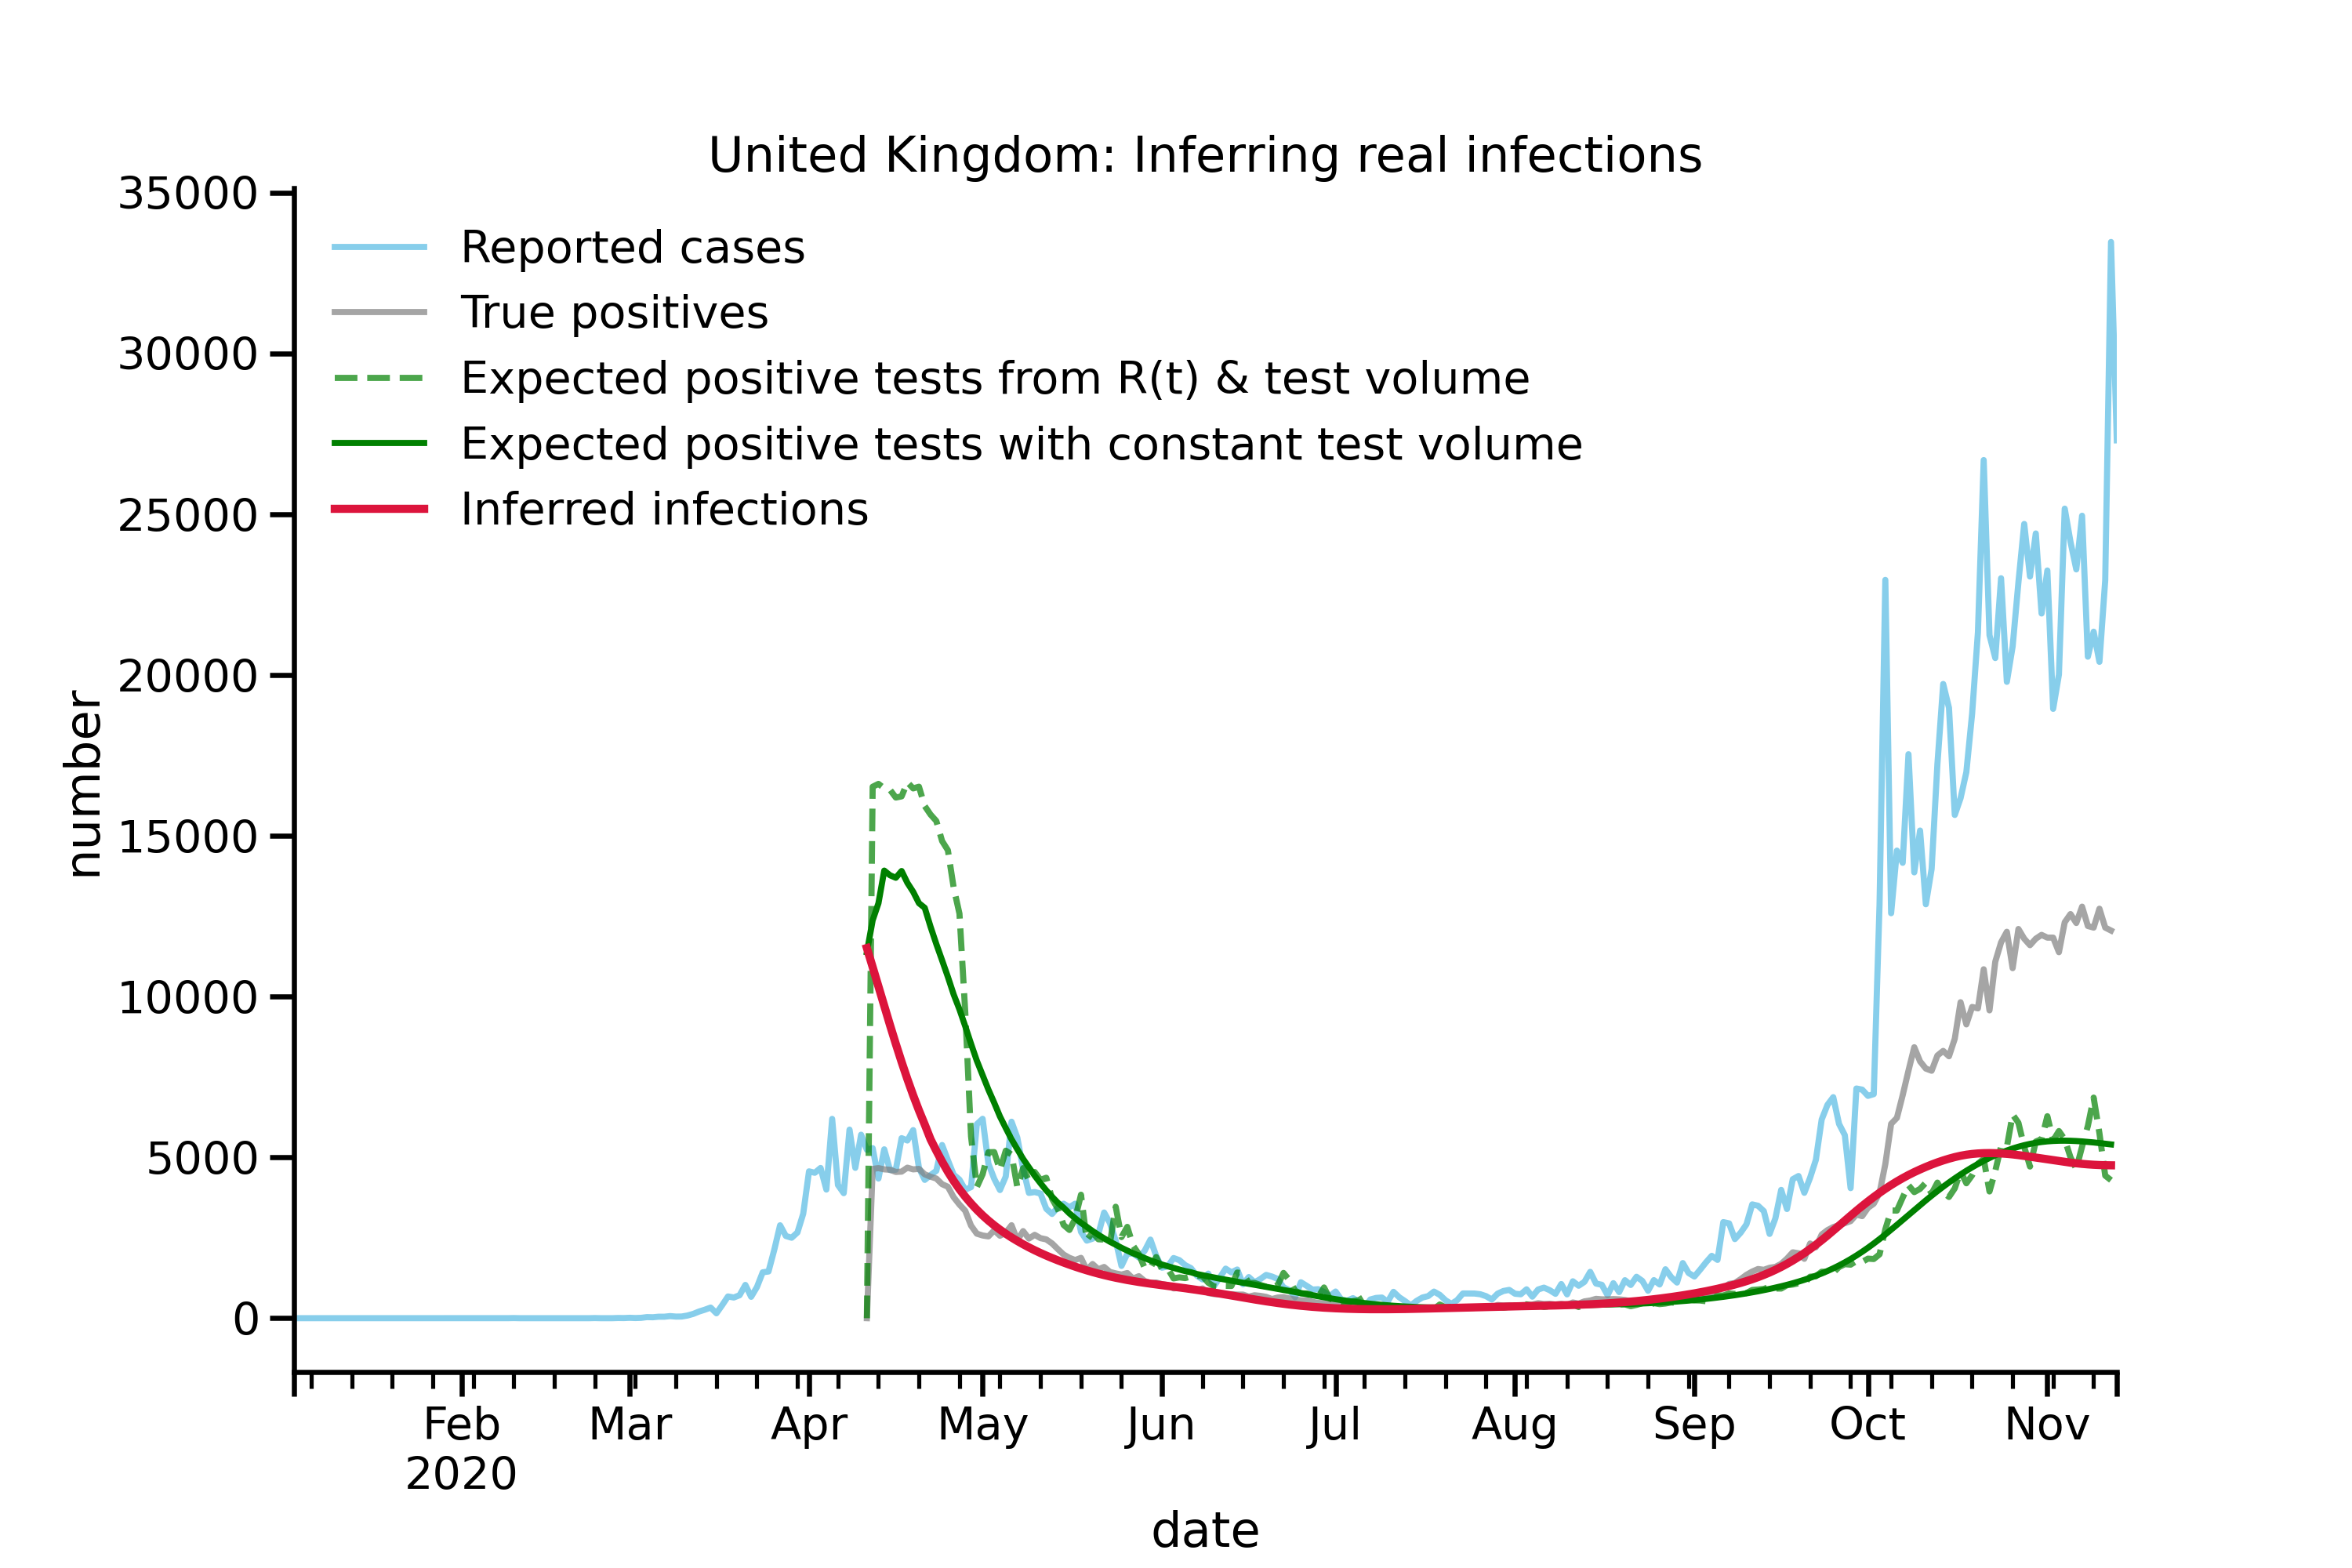 United Kingdom: Inferring real infections
35000
30000
25000
20000
15000
10000
5000
0
number
Reported cases
True positives
Expected positive tests from R(t) & test volume
Expected positive tests with constant test volume
Inferred infections
Feb Mar Apr May Jun Jul Aug Sep Oct Nov
2020
date